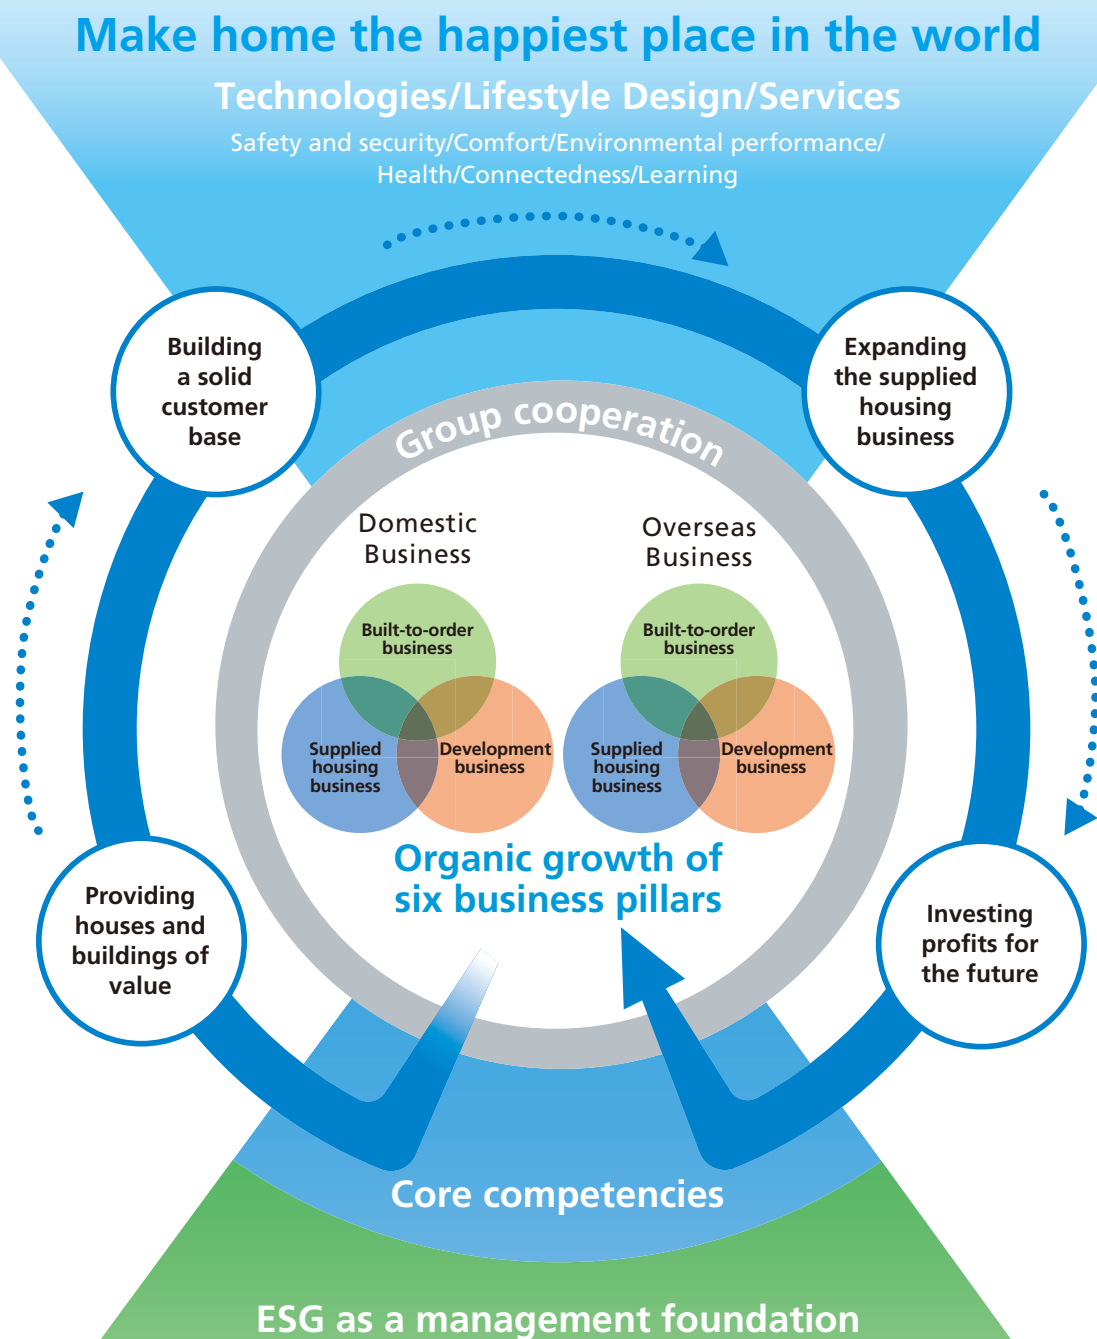 Make home the happiest place in the world
Technologies/Lifestyle Design/Services
Safety and security/Comfort/Environmental performance/
Health/Connectedness/Learning
Building
a solid
customer
base
Expanding
the supplied
housing
business
Group cooperation
Domestic
Business
Overseas
Business
Built-to-order
business
Supplied
housing
business
Development
business
Built-to-order
business
Supplied
housing
business
Development
business
Organic growth of
six business pillars
Providing
houses and
buildings of
value
Investing
profits for
the future
Core competencies
ESG as a management foundation